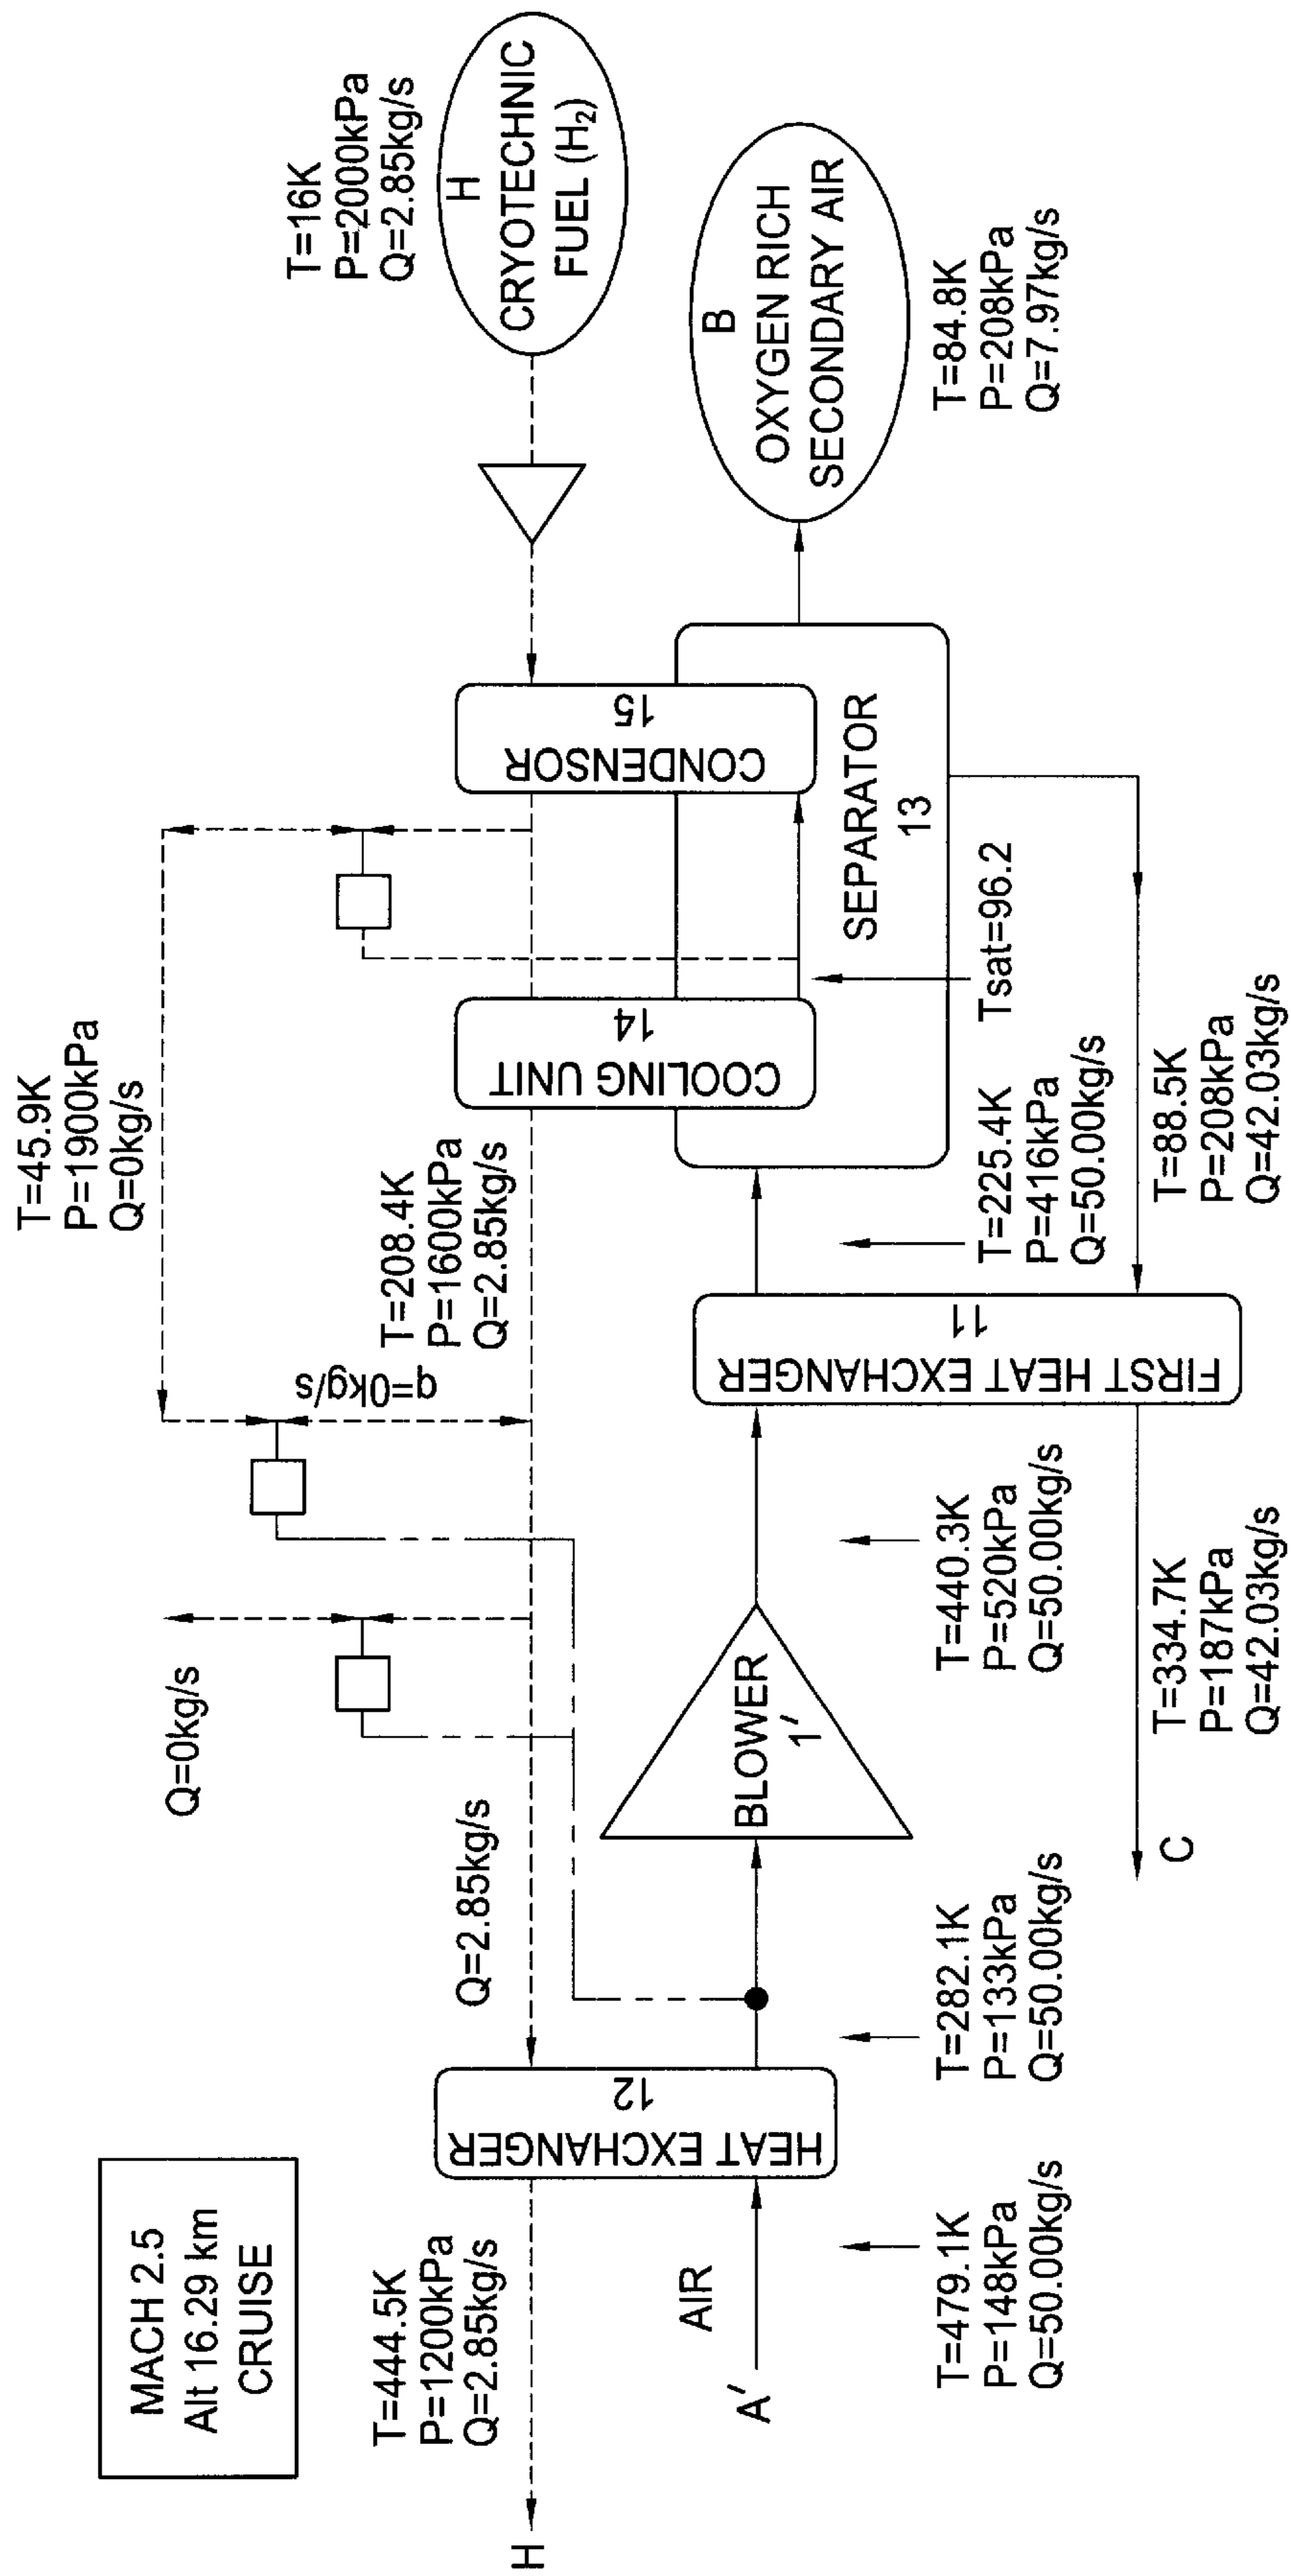 MACH 2.5
Alt 16.29 km
CRUISE
T=45.9K
P=1900kPa
Q=0kg/s
Q=0kg/s
q=0kg/s
T=16K
P=2000kPa
Q=2.85kg/s
H
CRYOTECHNIC
FUEL (H₂)
T=208.4K
P=1600kPa
Q=2.85kg/s
Q=2.85kg/s
T=444.5K
P=1200kPa
Q=2.85kg/s
H
HEAT EXCHANGER
12
COOLING UNIT
14
CONDENSOR
15
B
OXYGEN RICH
SECONDARY AIR
T=84.8K
P=208kPa
Q=7.97kg/s
AIR
A′
BLOWER
1′
FIRST HEAT EXCHANGER
11
SEPARATOR
13
Tsat=96.2
T=479.1K
P=148kPa
Q=50.00kg/s
T=282.1K
P=133kPa
Q=50.00kg/s
T=440.3K
P=520kPa
Q=50.00kg/s
T=225.4K
P=416kPa
Q=50.00kg/s
C
T=334.7K
P=187kPa
Q=42.03kg/s
T=88.5K
P=208kPa
Q=42.03kg/s